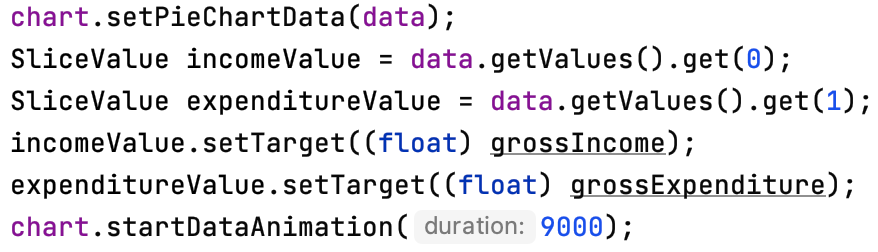 chart.setPieChartData(data);
SliceValue incomeValue = data.getValues().get(0);
SliceValue expenditureValue = data.getValues().get(1);
incomeValue.setTarget((float) grossIncome);
expenditureValue.setTarget((float) grossExpenditure);
chart.startDataAnimation( duration: 9000);